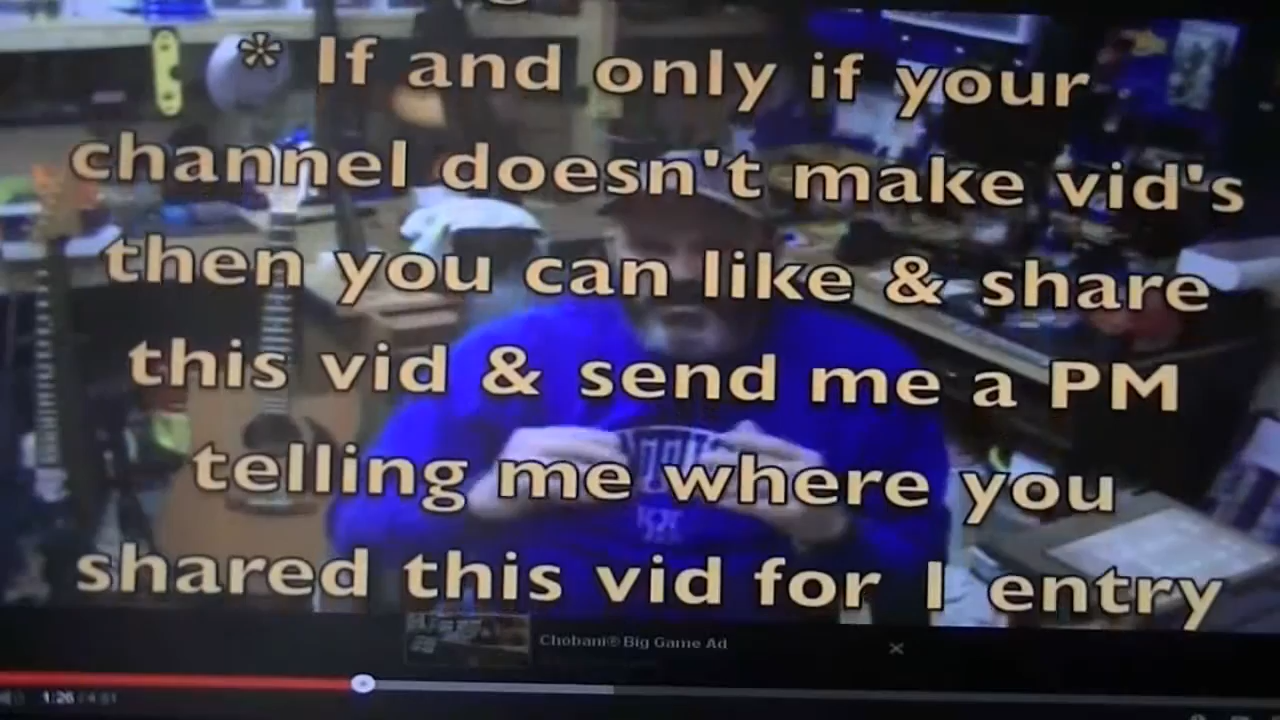 * If and only if your
channel doesn't make vid's
then you can like & share
this vid & send me a PM
telling me where you
shared this vid for 1 entry
Chobani® Big Game Ad
1:26 / 4:51